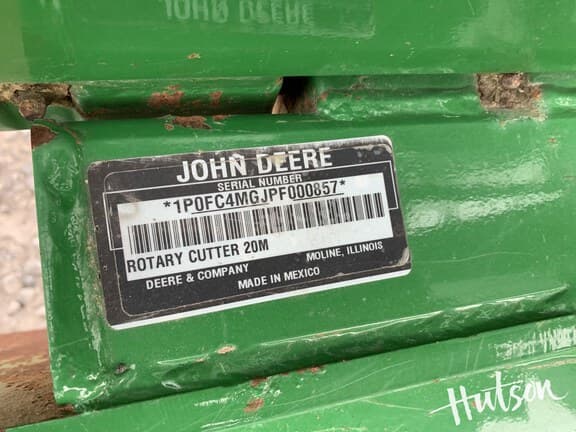 JOHN DEERE
JOHN DEERE
SERIAL NUMBER
*1P0FC4MGJPF000857*
ROTARY CUTTER 20M
MOLINE, ILLINOIS
DEERE & COMPANY
MADE IN MEXICO
Hutson